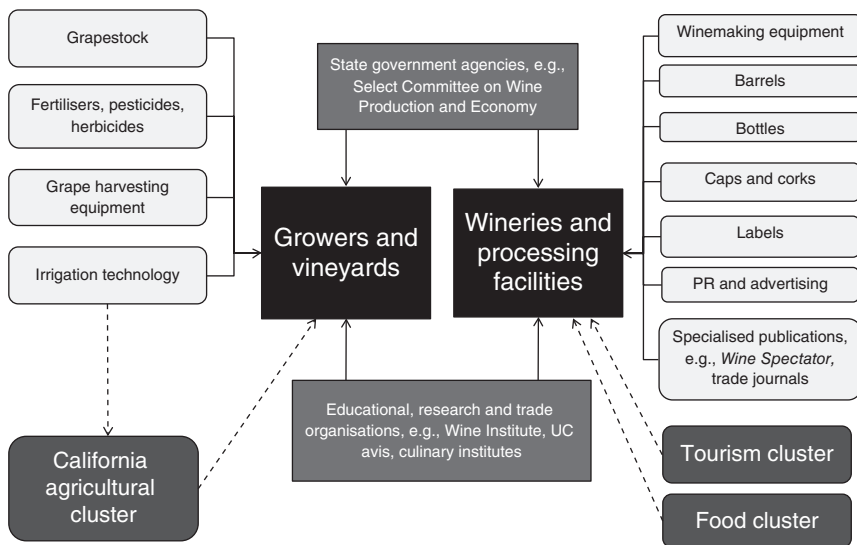 Grapestock
Fertilisers, pesticides,
herbicides
Grape harvesting
equipment
Irrigation technology
California
agricultural
cluster
State government agencies, e.g.,
Select Committee on Wine
Production and Economy
Growers and
vineyards
Wineries and
processing
facilities
Educational, research and trade
organisations, e.g., Wine Institute, UC
avis, culinary institutes
Winemaking equipment
Barrels
Bottles
Caps and corks
Labels
PR and advertising
Specialised publications,
e.g., Wine Spectator,
trade journals
Tourism cluster
Food cluster